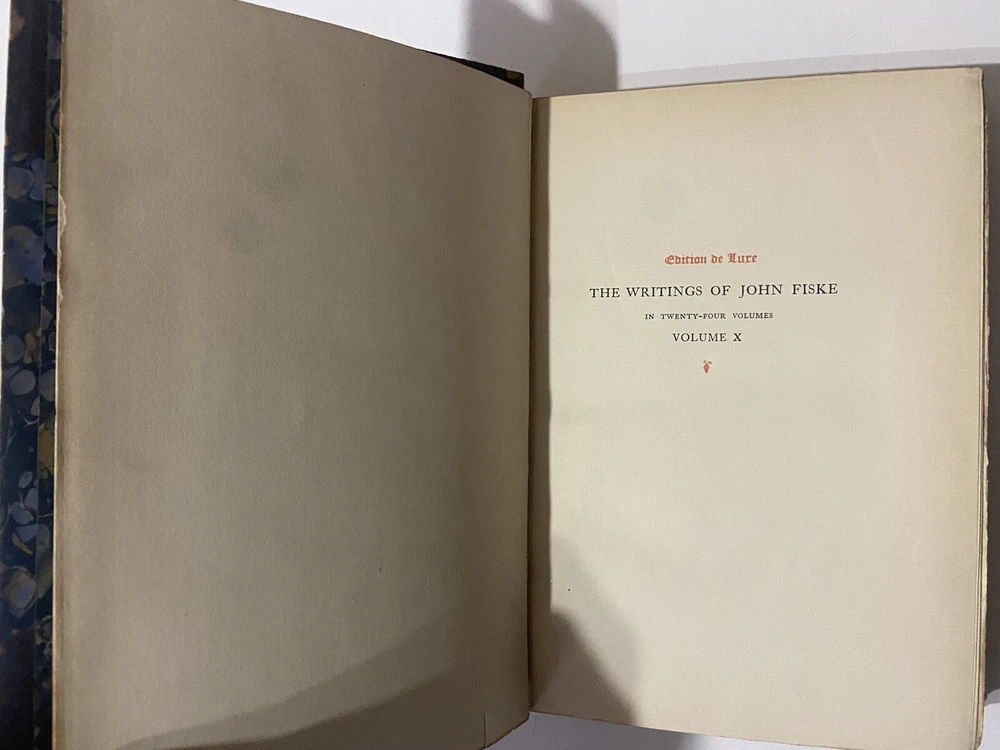 Edition de Luxe
THE WRITINGS OF JOHN FISKE
IN TWENTY-FOUR VOLUMES
VOLUME X